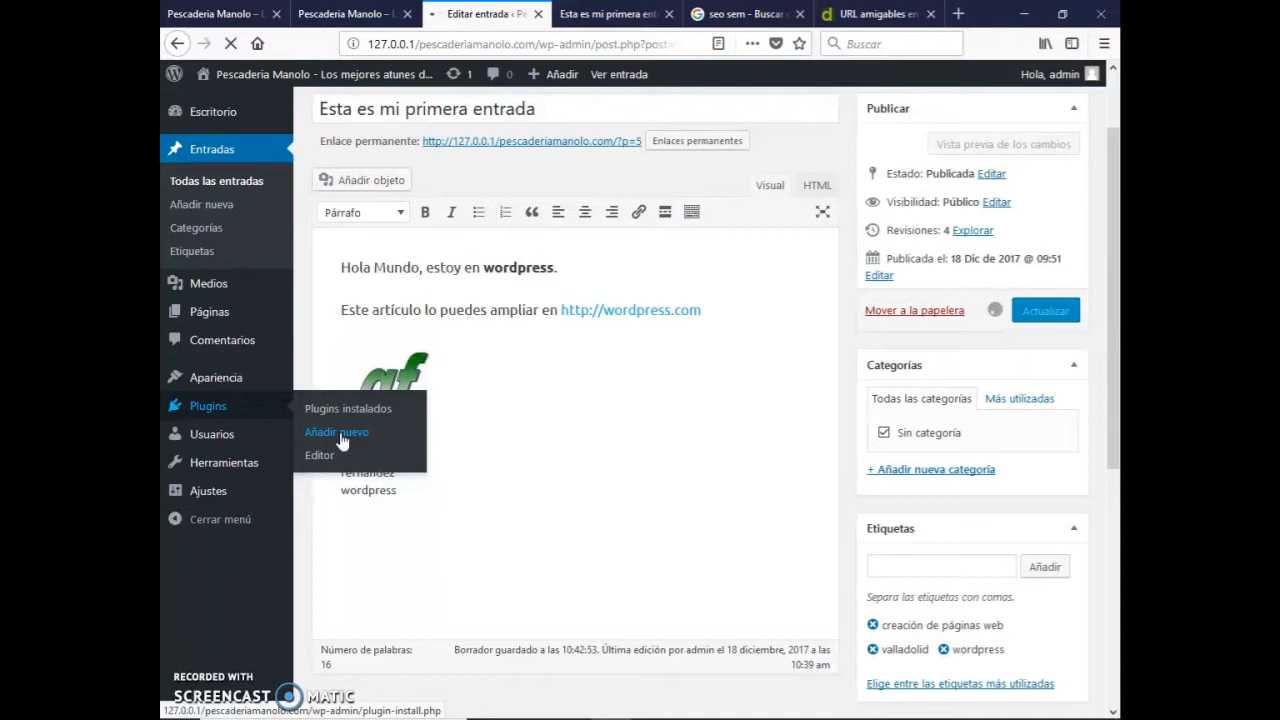 Pescaderia Manolo – L
Pescaderia Manolo – L
Editar entrada ‹ Pe
Esta es mi primera en
seo sem - Buscar c
URL amigables en
127.0.0.1/pescaderiamanolo.com/wp-admin/post.php?post=
Buscar
Pescaderia Manolo - Los mejores atunes d...
1
0
Añadir
Ver entrada
Hola, admin
Escritorio
Entradas
Todas las entradas
Añadir nueva
Categorías
Etiquetas
Medios
Páginas
Comentarios
Apariencia
Plugins
Usuarios
Herramientas
Ajustes
Cerrar menú
Plugins instalados
Añadir nuevo
Editor
Esta es mi primera entrada
Enlace permanente: http://127.0.0.1/pescaderiamanolo.com/?p=5 Enlaces permanentes
Añadir objeto
Visual HTML
Párrafo
B I
Hola Mundo, estoy en wordpress.
Este artículo lo puedes ampliar en http://wordpress.com
af
fernandez
wordpress
Número de palabras:
16
Borrador guardado a las 10:42:53. Última edición por admin el 18 diciembre, 2017 a las
10:39 am
Publicar
Vista previa de los cambios
Estado: Publicada Editar
Visibilidad: Público Editar
Revisiones: 4 Explorar
Publicada el: 18 Dic de 2017 @ 09:51
Editar
Mover a la papelera
Actualizar
Categorías
Todas las categorías
Más utilizadas
Sin categoría
+ Añadir nueva categoría
Etiquetas
Añadir
Separa las etiquetas con comas.
creación de páginas web
valladolid
wordpress
Elige entre las etiquetas más utilizadas
RECORDED WITH
SCREENCAST MATIC
127.0.0.1/pescaderiamanolo.com/wp-admin/plugin-install.php